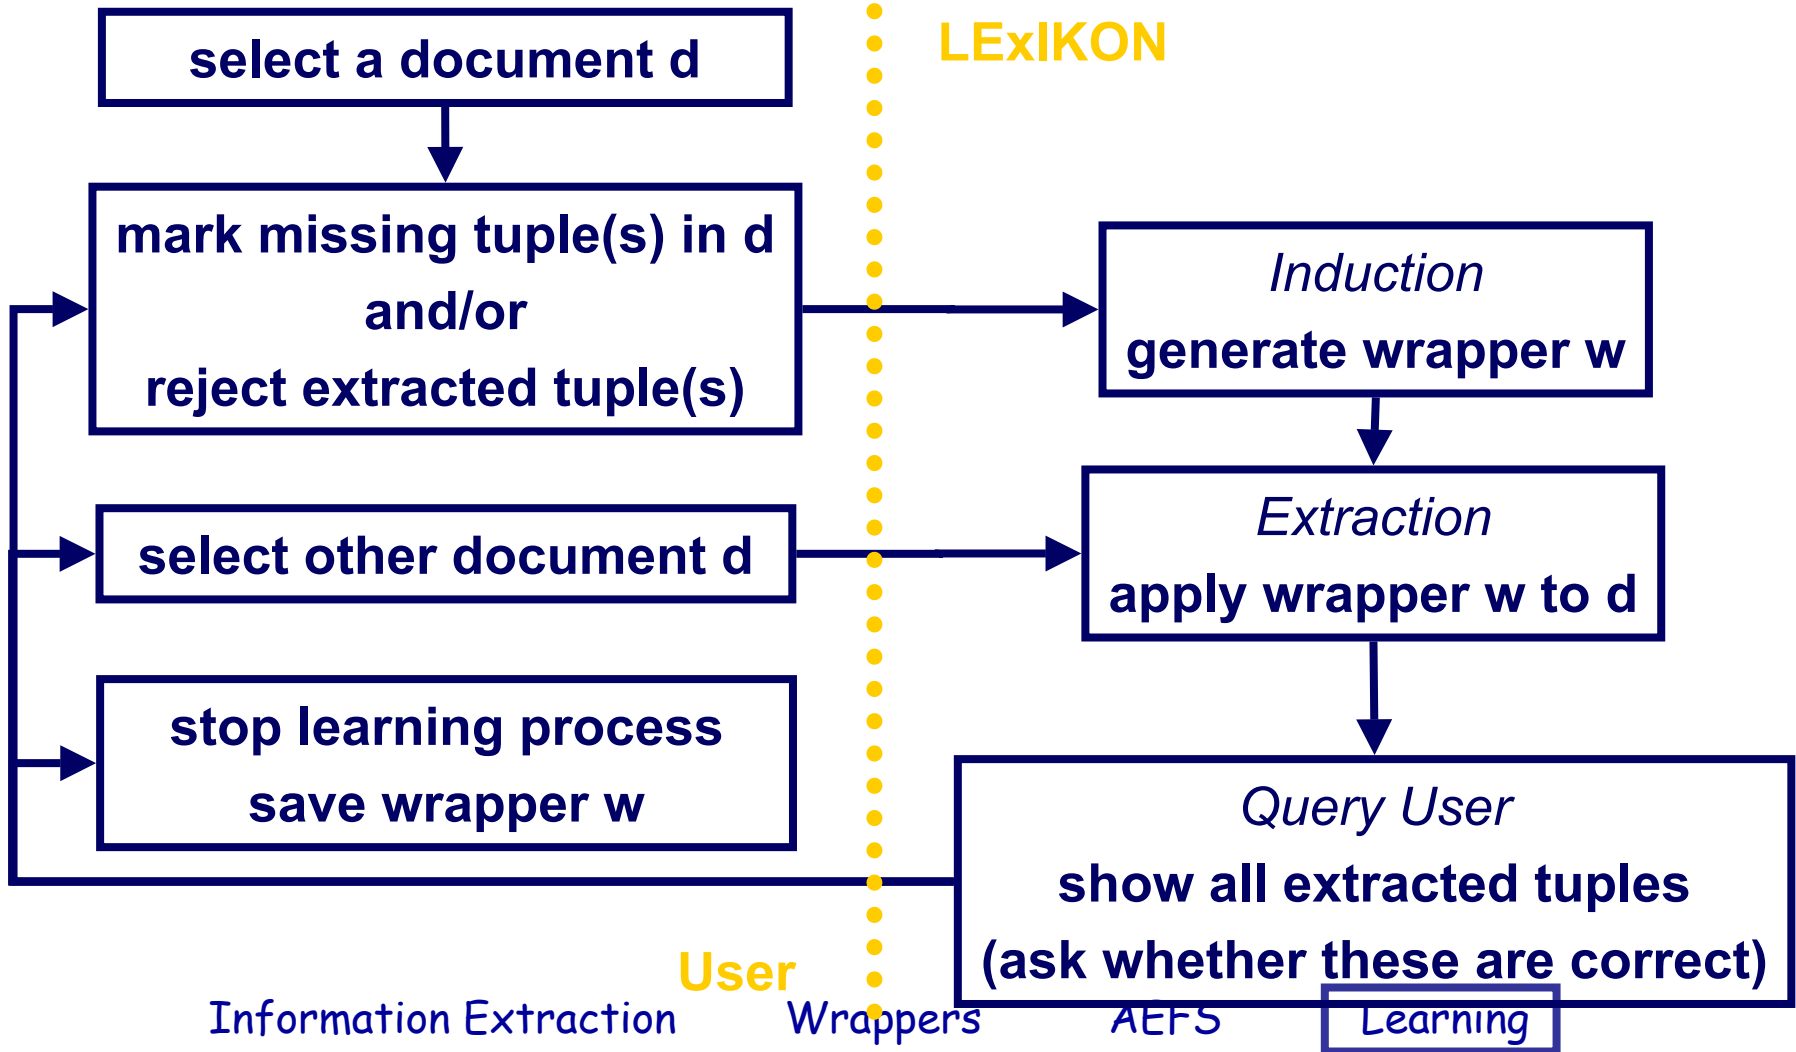 LExIKON
select a document d
mark missing tuple(s) in d
and/or
reject extracted tuple(s)
Induction
generate wrapper w
select other document d
Extraction
apply wrapper w to d
stop learning process
save wrapper w
Query User
show all extracted tuples
(ask whether these are correct)
User
Information Extraction Wrappers AEFS Learning